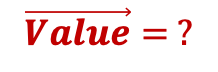 Value = ?